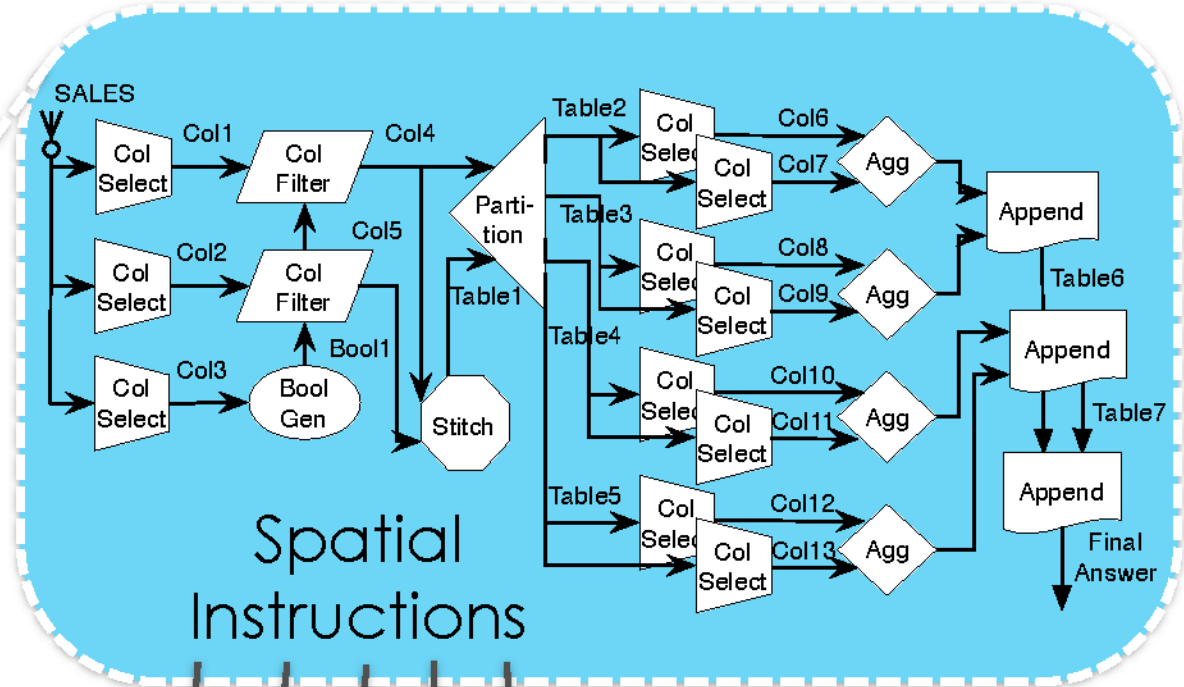 SALES
Col
Select
Col1
Col
Filter
Col4
Col
Select
Col2
Col
Filter
Col5
Col
Select
Col3
Bool
Gen
Bool1
Stitch
Table1
Parti-
tion
Table2
Table3
Table4
Table5
Col
Selec
Col
Select
Col6
Col7
Agg
Col
Selec
Col
Select
Col8
Col9
Agg
Col
Selec
Col
Select
Col10
Col11
Agg
Col
Selec
Col
Select
Col12
Col13
Agg
Append
Table6
Append
Table7
Append
Final
Answer
Spatial
Instructions